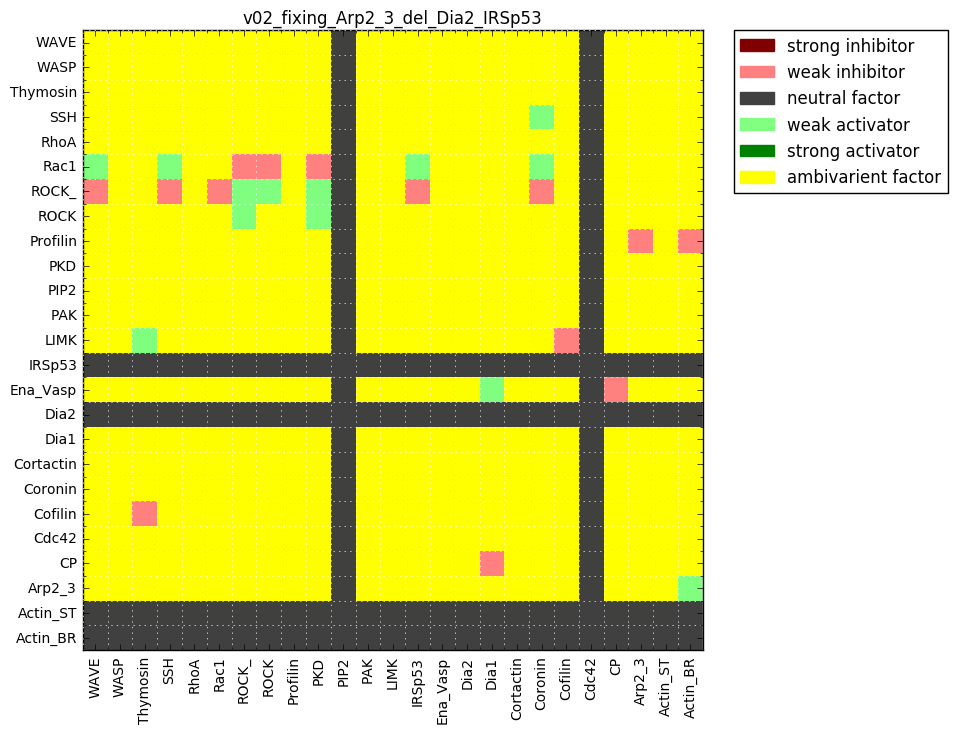 v02_fixing_Arp2_3_del_Dia2_IRSp53
WAVE
WASP
Thymosin
SSH
RhoA
Rac1
ROCK_
ROCK
Profilin
PKD
PIP2
PAK
LIMK
IRSp53
Ena_Vasp
Dia2
Dia1
Cortactin
Coronin
Cofilin
Cdc42
CP
Arp2_3
Actin_ST
Actin_BR
WAVE
WASP
Thymosin
SSH
RhoA
Rac1
ROCK_
ROCK
Profilin
PKD
PIP2
PAK
LIMK
IRSp53
Ena_Vasp
Dia2
Dia1
Cortactin
Coronin
Cofilin
Cdc42
CP
Arp2_3
Actin_ST
Actin_BR
strong inhibitor
weak inhibitor
neutral factor
weak activator
strong activator
ambivarient factor